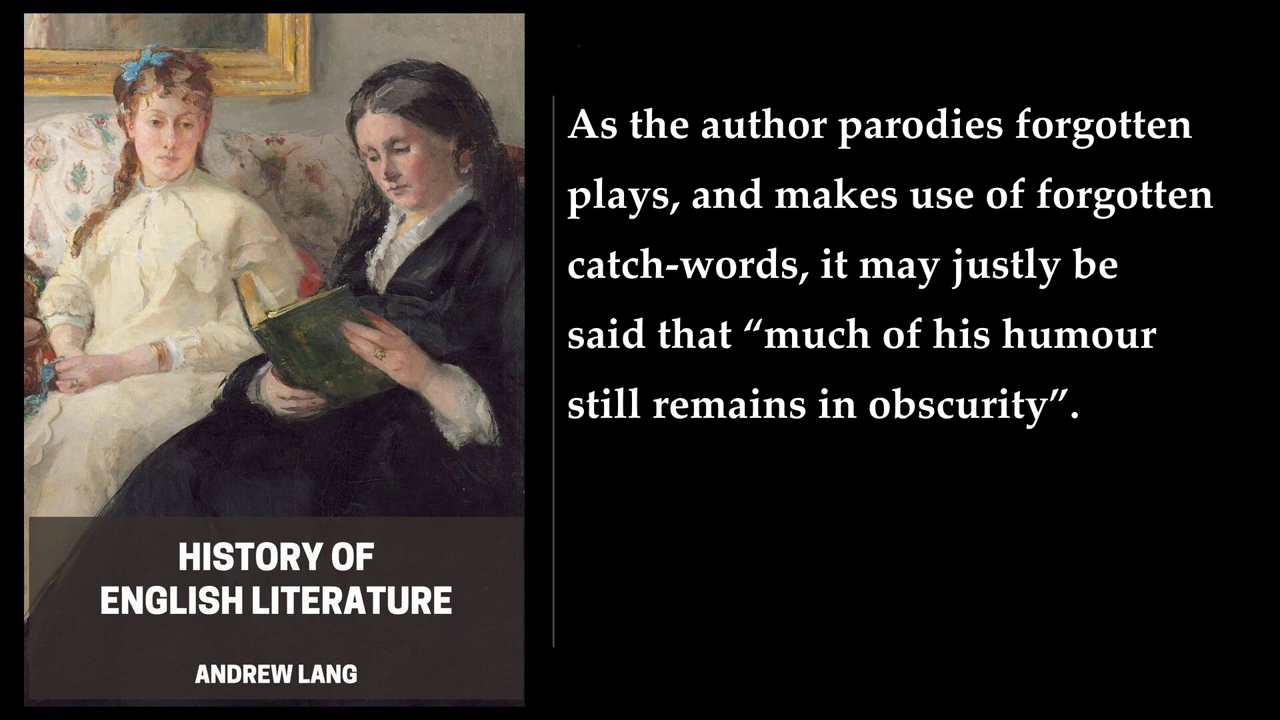 As the author parodies forgotten
plays, and makes use of forgotten
catch-words, it may justly be
said that “much of his humour
still remains in obscurity”.
HISTORY OF
ENGLISH LITERATURE
ANDREW LANG